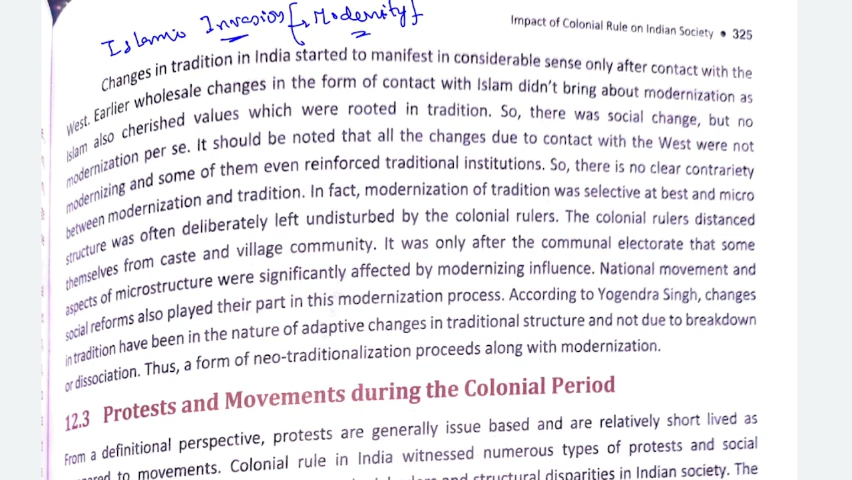 Impact of Colonial Rule on Indian Society • 325
Islamic Invasion [→ Modernity]
Changes in tradition in India started to manifest in considerable sense only after contact with the
West. Earlier wholesale changes in the form of contact with Islam didn't bring about modernization as
Islam also cherished values which were rooted in tradition. So, there was social change, but no
modernization per se. It should be noted that all the changes due to contact with the West were not
modernizing and some of them even reinforced traditional institutions. So, there is no clear contrariety
between modernization and tradition. In fact, modernization of tradition was selective at best and micro
structure was often deliberately left undisturbed by the colonial rulers. The colonial rulers distanced
themselves from caste and village community. It was only after the communal electorate that some
aspects of microstructure were significantly affected by modernizing influence. National movement and
social reforms also played their part in this modernization process. According to Yogendra Singh, changes
in tradition have been in the nature of adaptive changes in traditional structure and not due to breakdown
or dissociation. Thus, a form of neo-traditionalization proceeds along with modernization.
12.3 Protests and Movements during the Colonial Period
From a definitional perspective, protests are generally issue based and are relatively short lived as
to movements. Colonial rule in India witnessed numerous types of protests and social
and structural disparities in Indian society. The